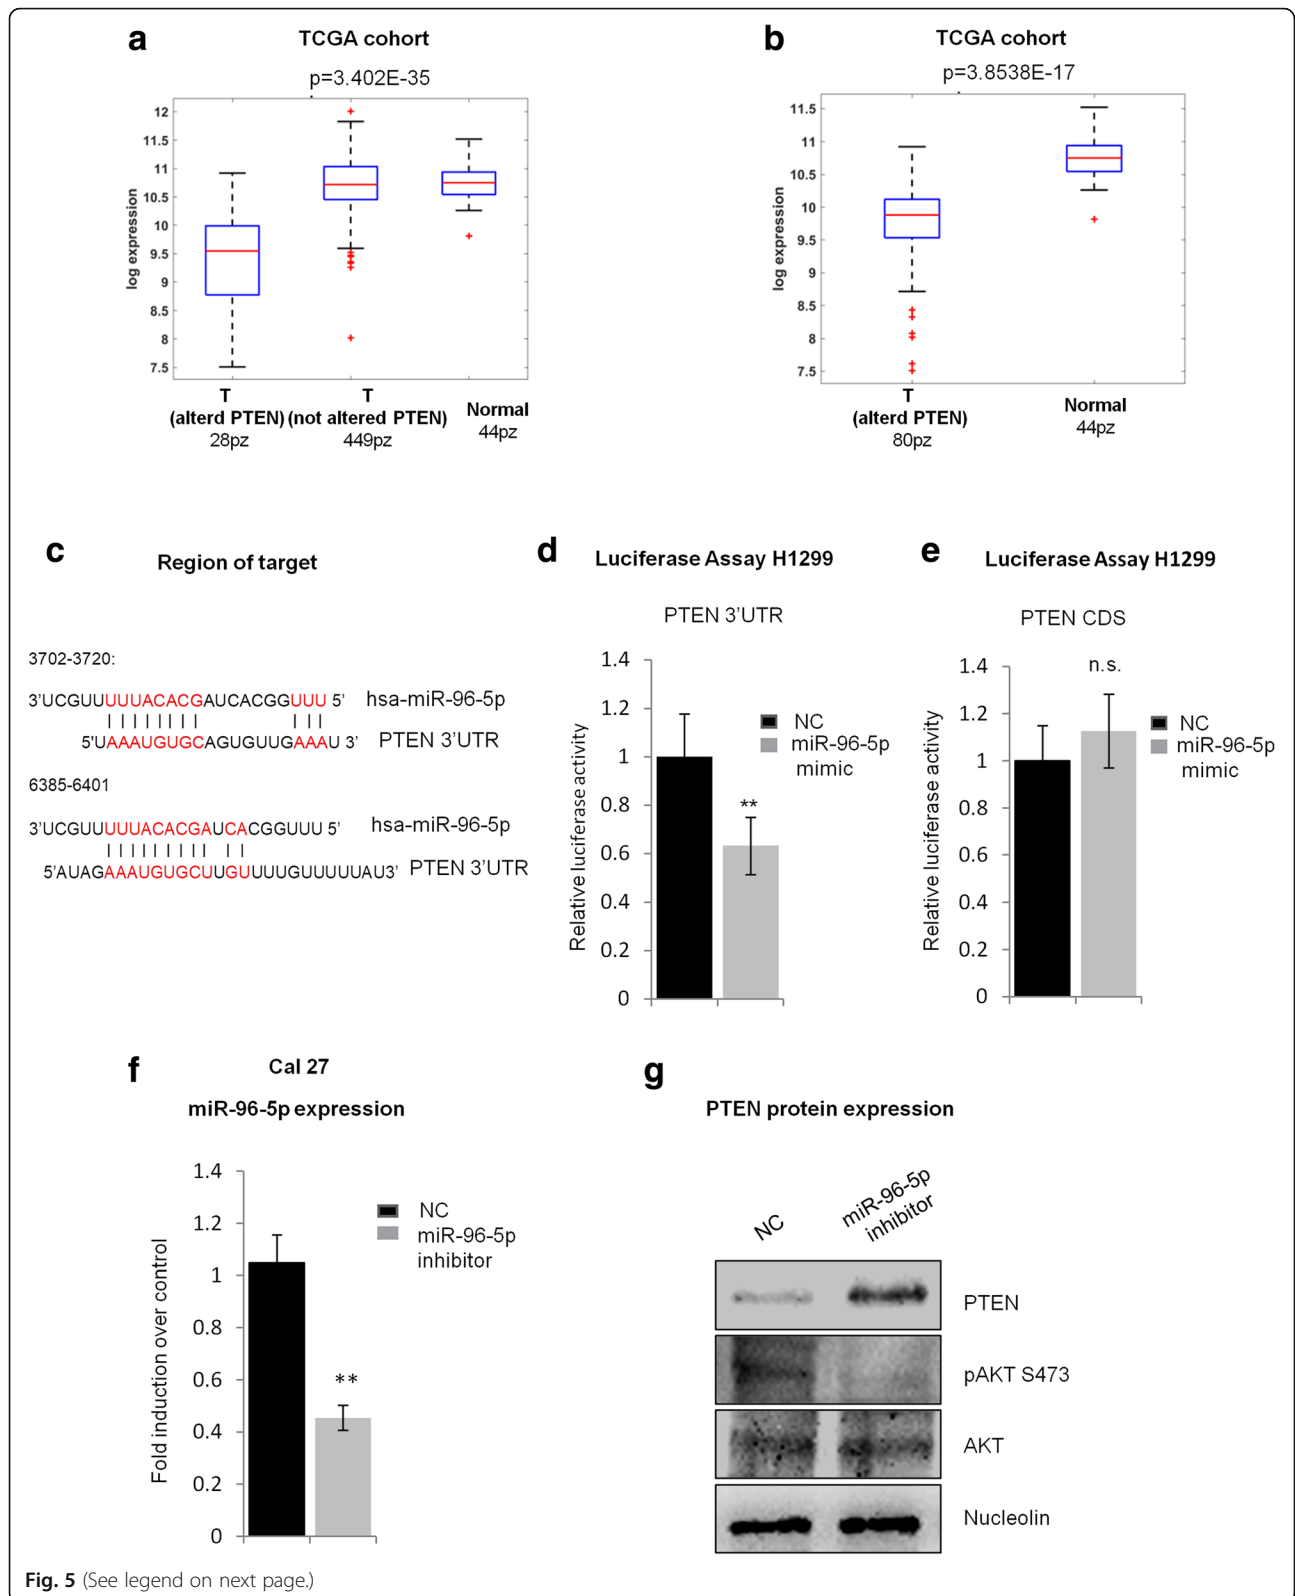 a
TCGA cohort
p=3.402E-35
log expression
12
11.5
11
10.5
10
9.5
9
8.5
8
7.5
T
(alterd PTEN)
28pz
T
(not altered PTEN)
449pz
Normal
44pz
b
TCGA cohort
p=3.8538E-17
log expression
11.5
11
10.5
10
9.5
9
8.5
8
7.5
T
(alterd PTEN)
80pz
Normal
44pz
c
Region of target
3702-3720:
3'UCGUUUUUACACGAUCACGGUUU 5' hsa-miR-96-5p
5'UAAAUGUGCAGUGUUGAAAU 3' PTEN 3'UTR
6385-6401
3'UCGUUUUUACACGAUCACGGUUU 5' hsa-miR-96-5p
5'AUAGAAAUGUGCUUGUUUUGUUUUUAU3' PTEN 3'UTR
d
Luciferase Assay H1299
PTEN 3'UTR
Relative luciferase activity
1.4
1.2
1
0.8
0.6
0.4
0.2
0
**
NC
miR-96-5p
mimic
e
Luciferase Assay H1299
PTEN CDS
Relative luciferase activity
1.4
1.2
1
0.8
0.6
0.4
0.2
0
n.s.
NC
miR-96-5p
mimic
f
Cal 27
miR-96-5p expression
Fold induction over control
1.4
1.2
1
0.8
0.6
0.4
0.2
0
**
NC
miR-96-5p
inhibitor
g
PTEN protein expression
NC
miR-96-5p
inhibitor
PTEN
pAKT S473
AKT
Nucleolin
Fig. 5 (See legend on next page.)